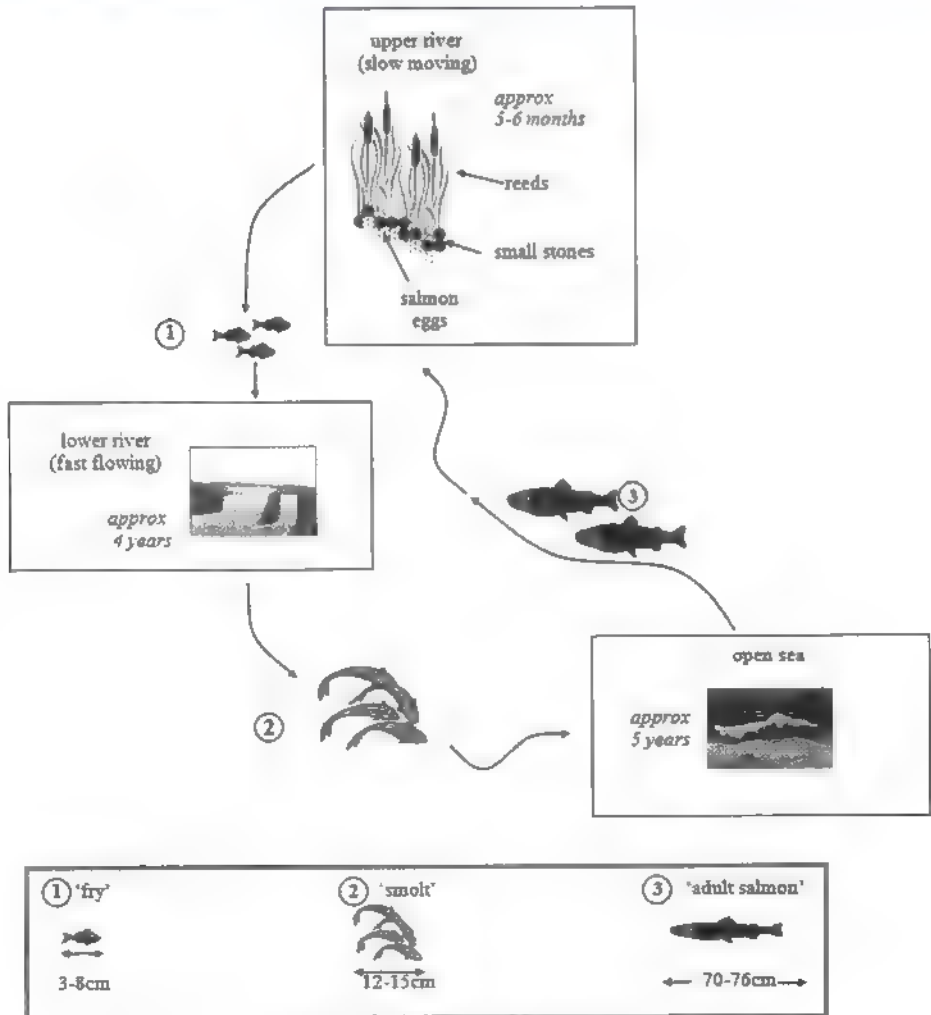 upper river
(slow moving)
approx
5-6 months
reeds
small stones
salmon
eggs
1
lower river
(fast flowing)
approx
4 years
3
2
open sea
approx
5 years
1 'fry'
3-8cm
2 'smolt'
12-15cm
3 'adult salmon'
70-76cm